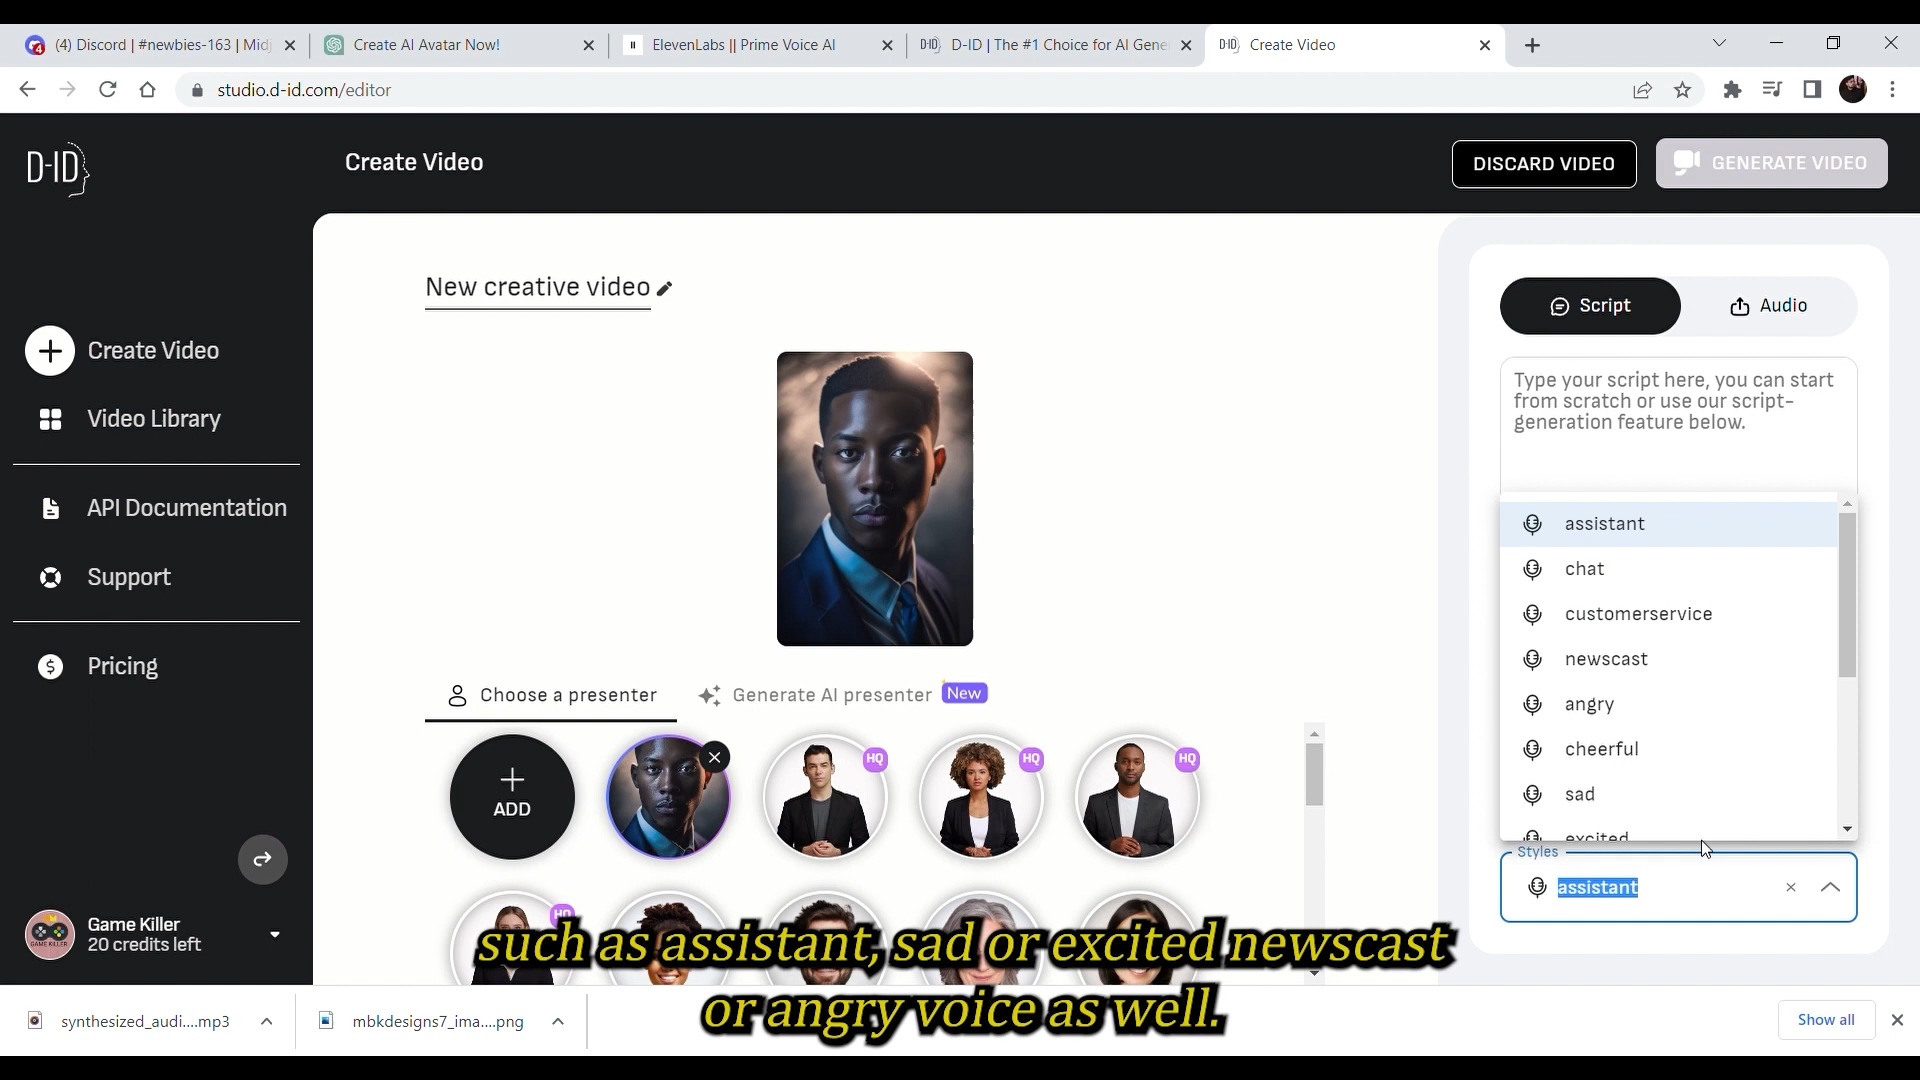 (4) Discord | #newbies-163 | Midj
Create AI Avatar Now!
ElevenLabs || Prime Voice AI
D-ID | The #1 Choice for AI Gene
Create Video
studio.d-id.com/editor
D-ID
Create Video
DISCARD VIDEO
GENERATE VIDEO
New creative video
Script
Audio
Create Video
Video Library
API Documentation
Support
Pricing
Type your script here, you can start
from scratch or use our script-
generation feature below.
assistant
chat
customerservice
newscast
angry
cheerful
sad
excited
Styles
assistant
Choose a presenter
Generate AI presenter
New
ADD
HQ
HQ
HQ
HQ
Game Killer
20 credits left
such as assistant, sad or excited newscast
or angry voice as well.
synthesized_audi....mp3
mbkdesigns7_ima....png
Show all